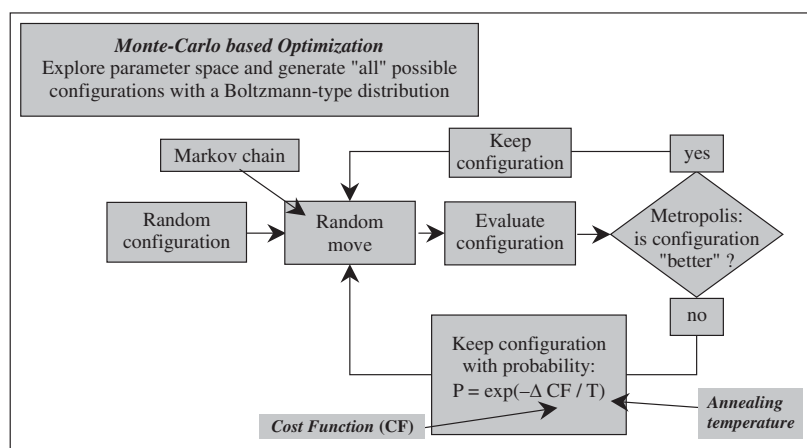 Monte-Carlo based Optimization
Explore parameter space and generate "all" possible
configurations with a Boltzmann-type distribution
Keep
configuration
yes
Markov chain
Random
configuration
Random
move
Evaluate
configuration
Metropolis:
is configuration
"better" ?
no
Keep configuration
with probability:
P = exp(−Δ CF / T)
Cost Function (CF)
Annealing
temperature